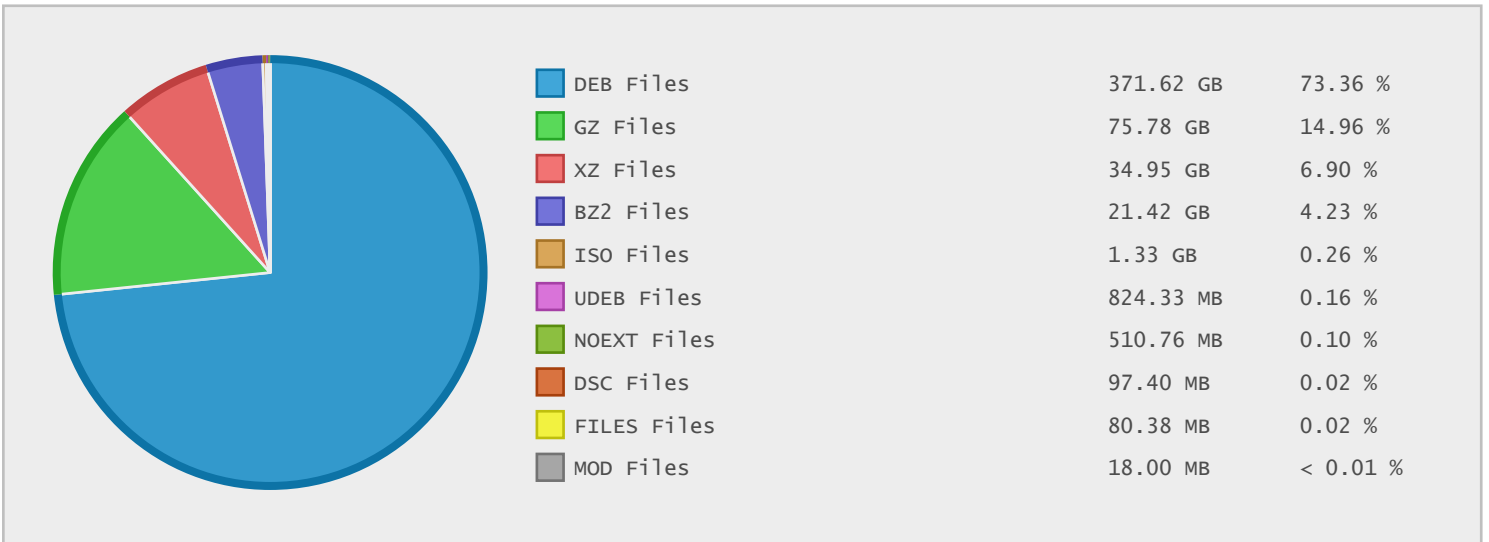 DEB Files 371.62 GB 73.36 %
GZ Files 75.78 GB 14.96 %
XZ Files 34.95 GB 6.90 %
BZ2 Files 21.42 GB 4.23 %
ISO Files 1.33 GB 0.26 %
UDEB Files 824.33 MB 0.16 %
NOEXT Files 510.76 MB 0.10 %
DSC Files 97.40 MB 0.02 %
FILES Files 80.38 MB 0.02 %
MOD Files 18.00 MB < 0.01 %